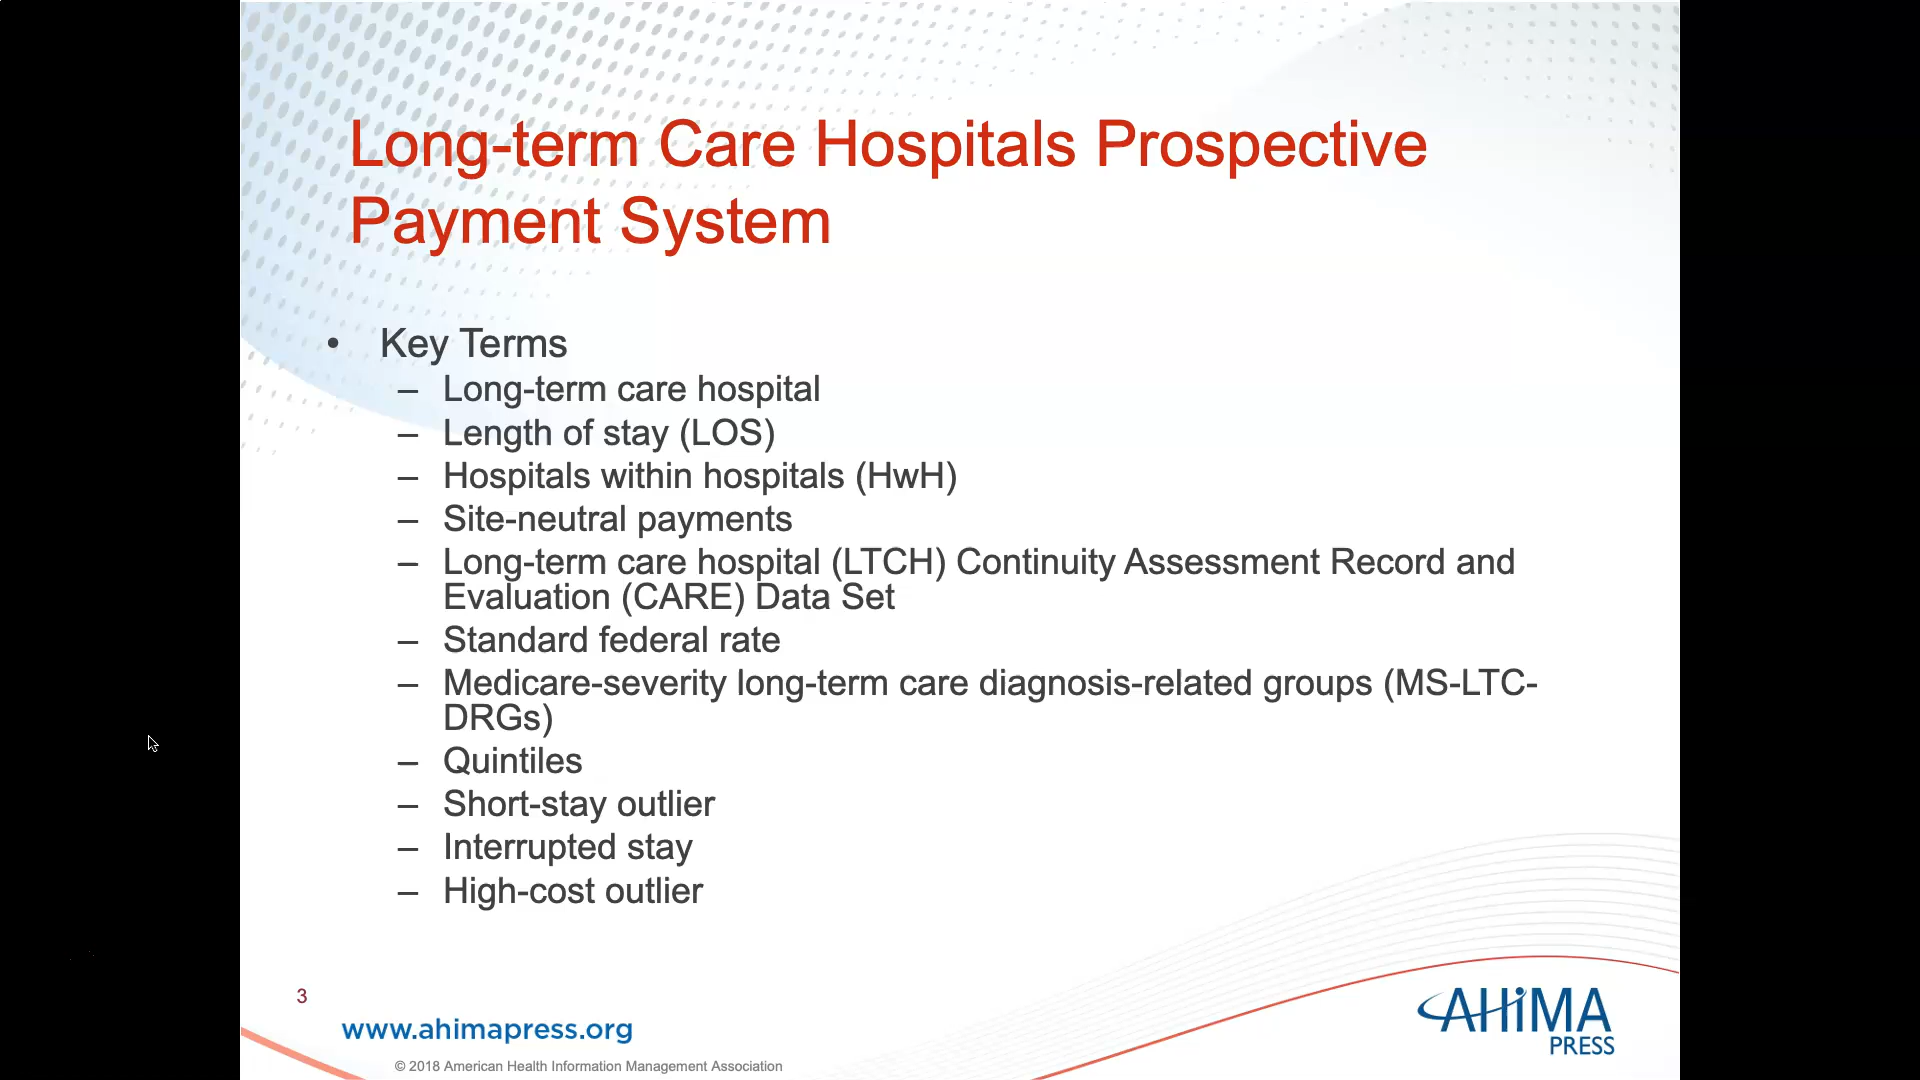 Long-term Care Hospitals Prospective
Payment System
• Key Terms
– Long-term care hospital
– Length of stay (LOS)
– Hospitals within hospitals (HwH)
– Site-neutral payments
– Long-term care hospital (LTCH) Continuity Assessment Record and
Evaluation (CARE) Data Set
– Standard federal rate
– Medicare-severity long-term care diagnosis-related groups (MS-LTC-
DRGs)
– Quintiles
– Short-stay outlier
– Interrupted stay
– High-cost outlier
3
www.ahimapress.org
© 2018 American Health Information Management Association
AHiMA
PRESS